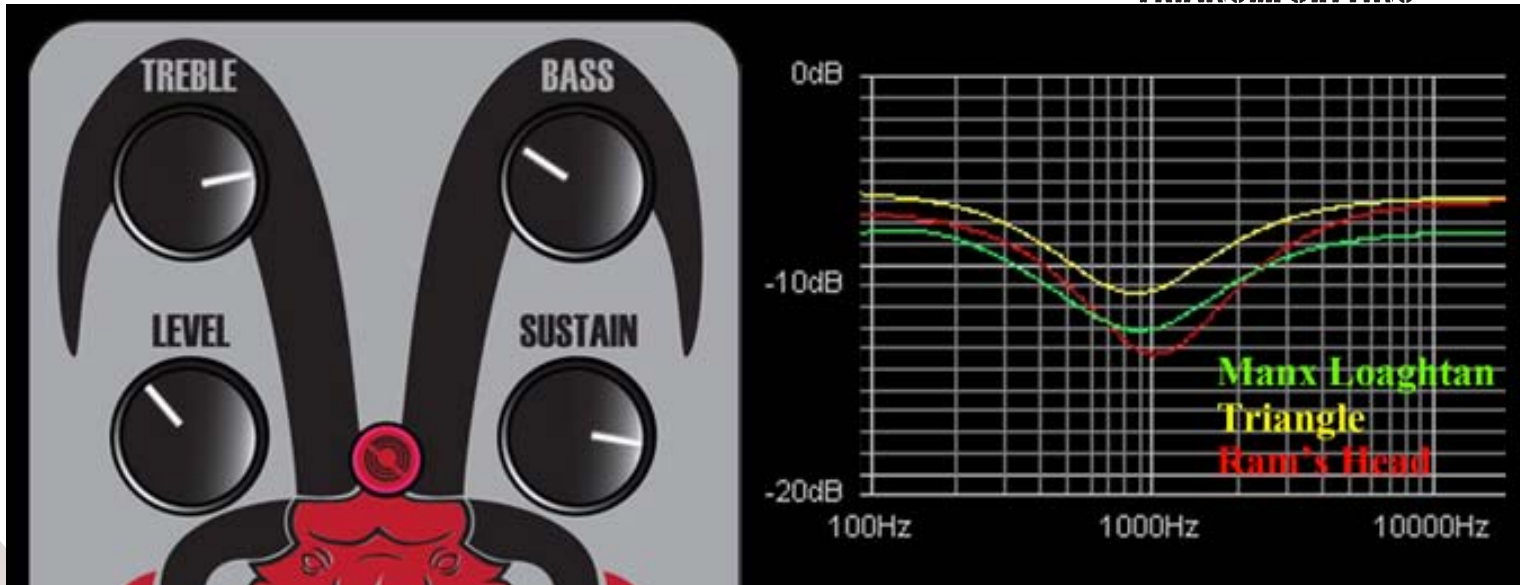 TREBLE
BASS
LEVEL
SUSTAIN
0dB
-10dB
-20dB
100Hz
1000Hz
10000Hz
Manx Loaghtan
Triangle
Ram's Head